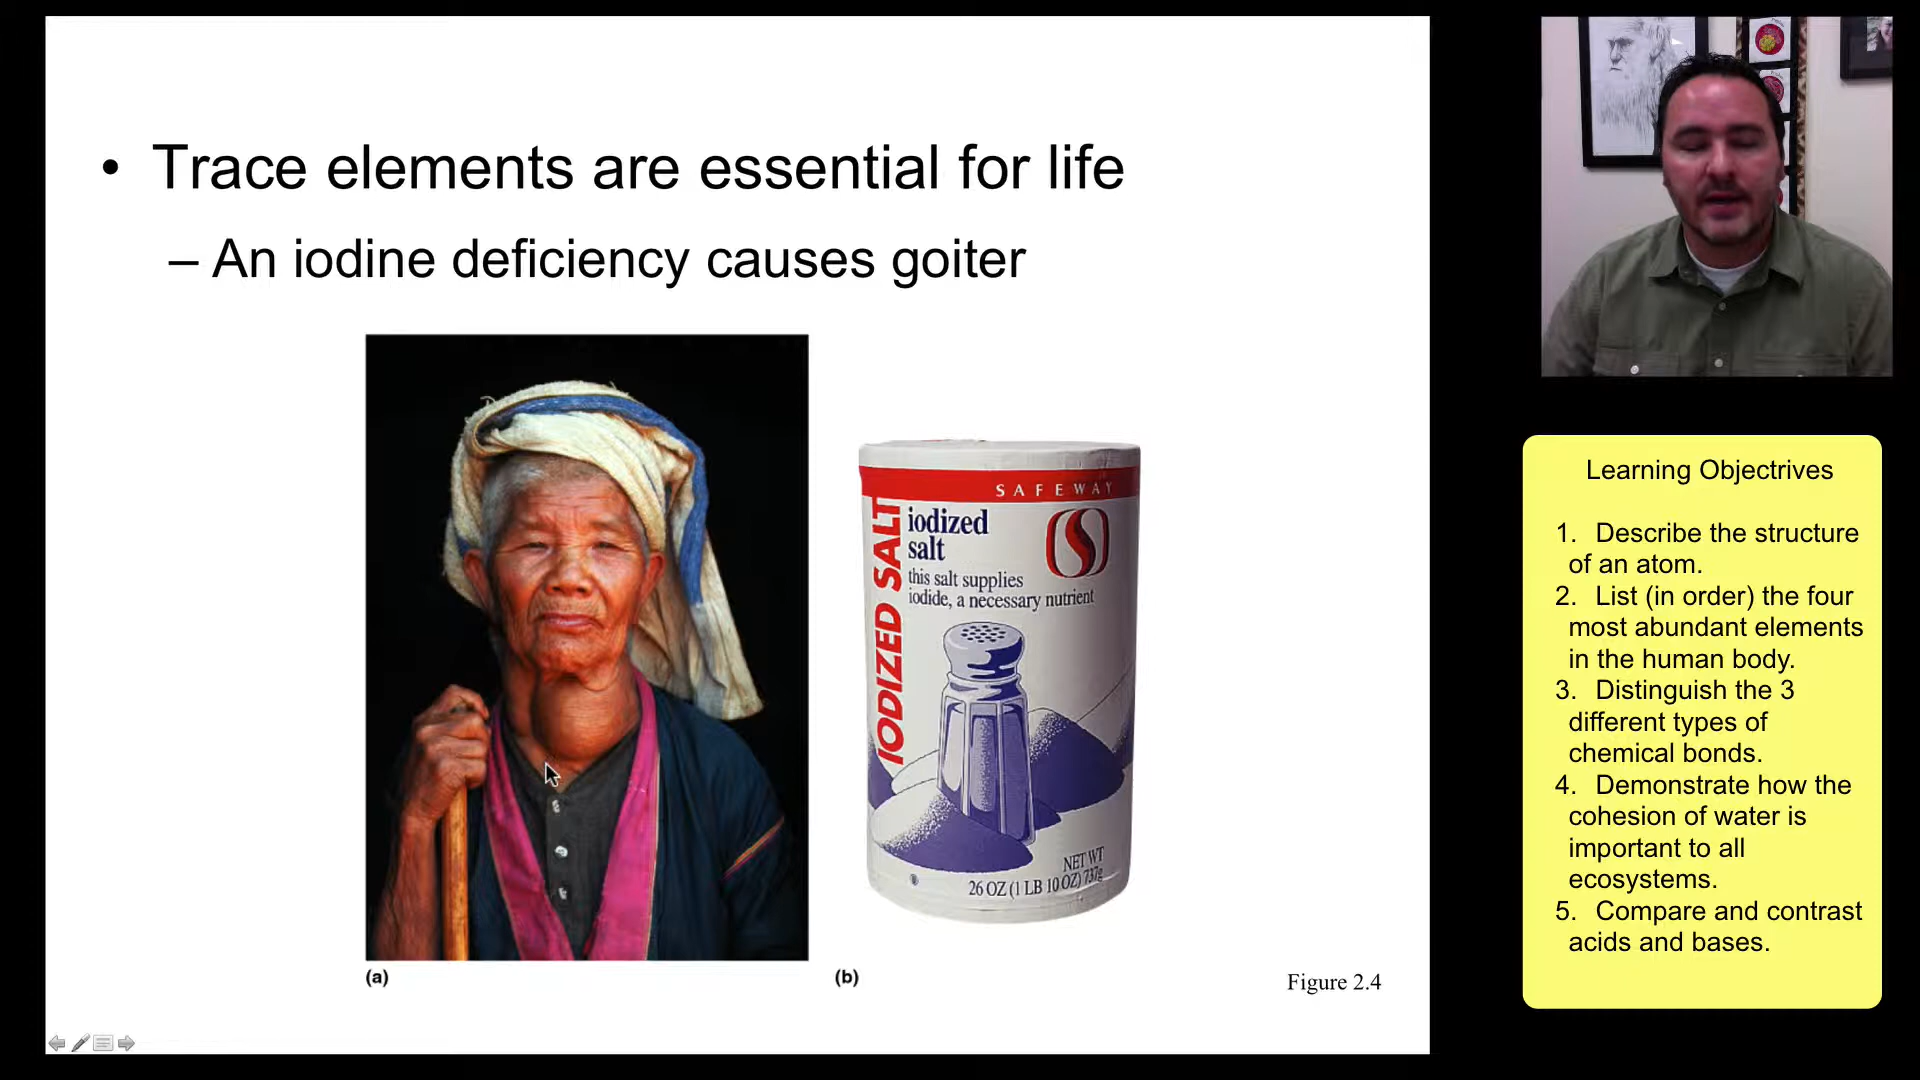 • Trace elements are essential for life
– An iodine deficiency causes goiter
SAFEWAY
IODIZED SALT
iodized
salt
this salt supplies
iodide, a necessary nutrient
NET WT
26 OZ (1 LB 10 OZ) 737g
(a)
(b)
Figure 2.4
Learning Objectrives
1. Describe the structure
of an atom.
2. List (in order) the four
most abundant elements
in the human body.
3. Distinguish the 3
different types of
chemical bonds.
4. Demonstrate how the
cohesion of water is
important to all
ecosystems.
5. Compare and contrast
acids and bases.